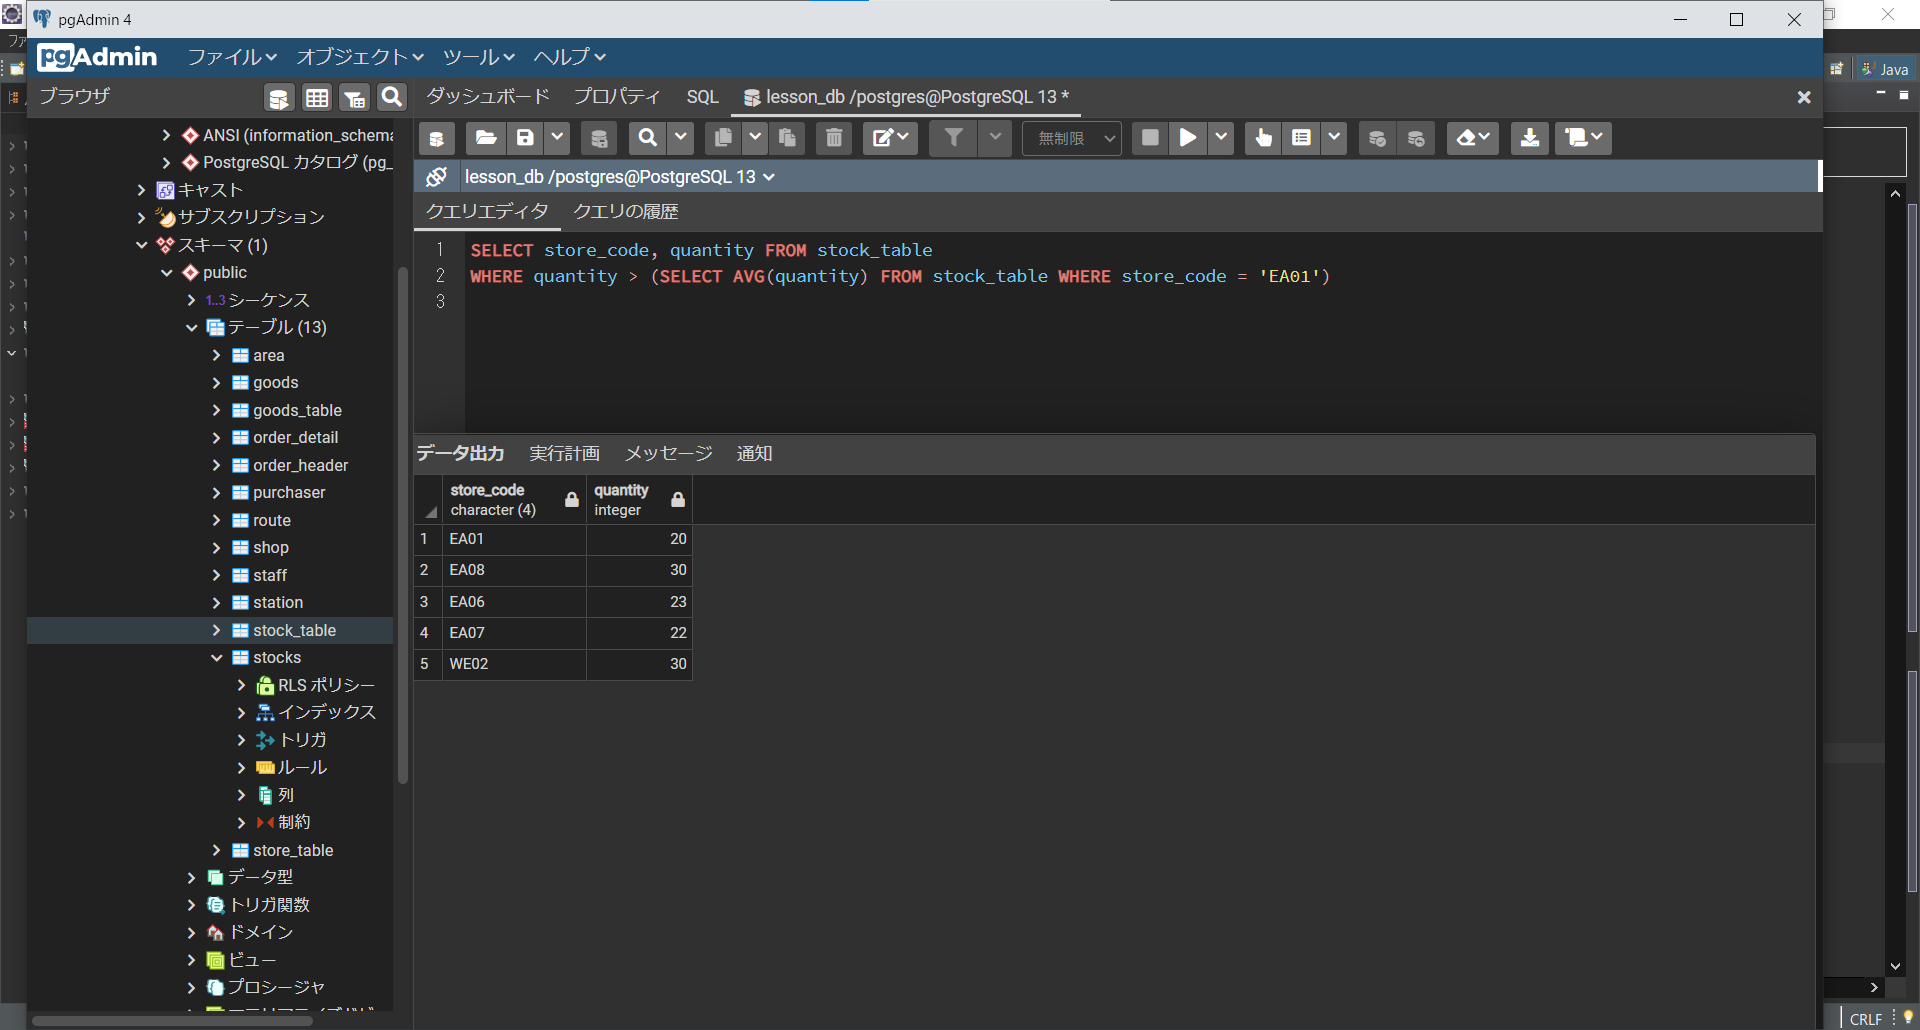 pgAdmin 4
pgAdmin ファイル オブジェクト ツール ヘルプ
ブラウザ
ダッシュボード プロパティ SQL lesson_db /postgres@PostgreSQL 13 *
無制限
lesson_db /postgres@PostgreSQL 13
クエリエディタ クエリの履歴
1 SELECT store_code, quantity FROM stock_table
2 WHERE quantity > (SELECT AVG(quantity) FROM stock_table WHERE store_code = 'EA01')
3
データ出力 実行計画 メッセージ 通知
store_code quantity
character (4) integer
1 EA01 20
2 EA08 30
3 EA06 23
4 EA07 22
5 WE02 30
ANSI (information_schema
PostgreSQL カタログ (pg_
キャスト
サブスクリプション
スキーマ (1)
public
1..3 シーケンス
テーブル (13)
area
goods
goods_table
order_detail
order_header
purchaser
route
shop
staff
station
stock_table
stocks
RLS ポリシー
インデックス
トリガ
ルール
列
制約
store_table
データ型
トリガ関数
ドメイン
ビュー
プロシージャ
Java
CRLF